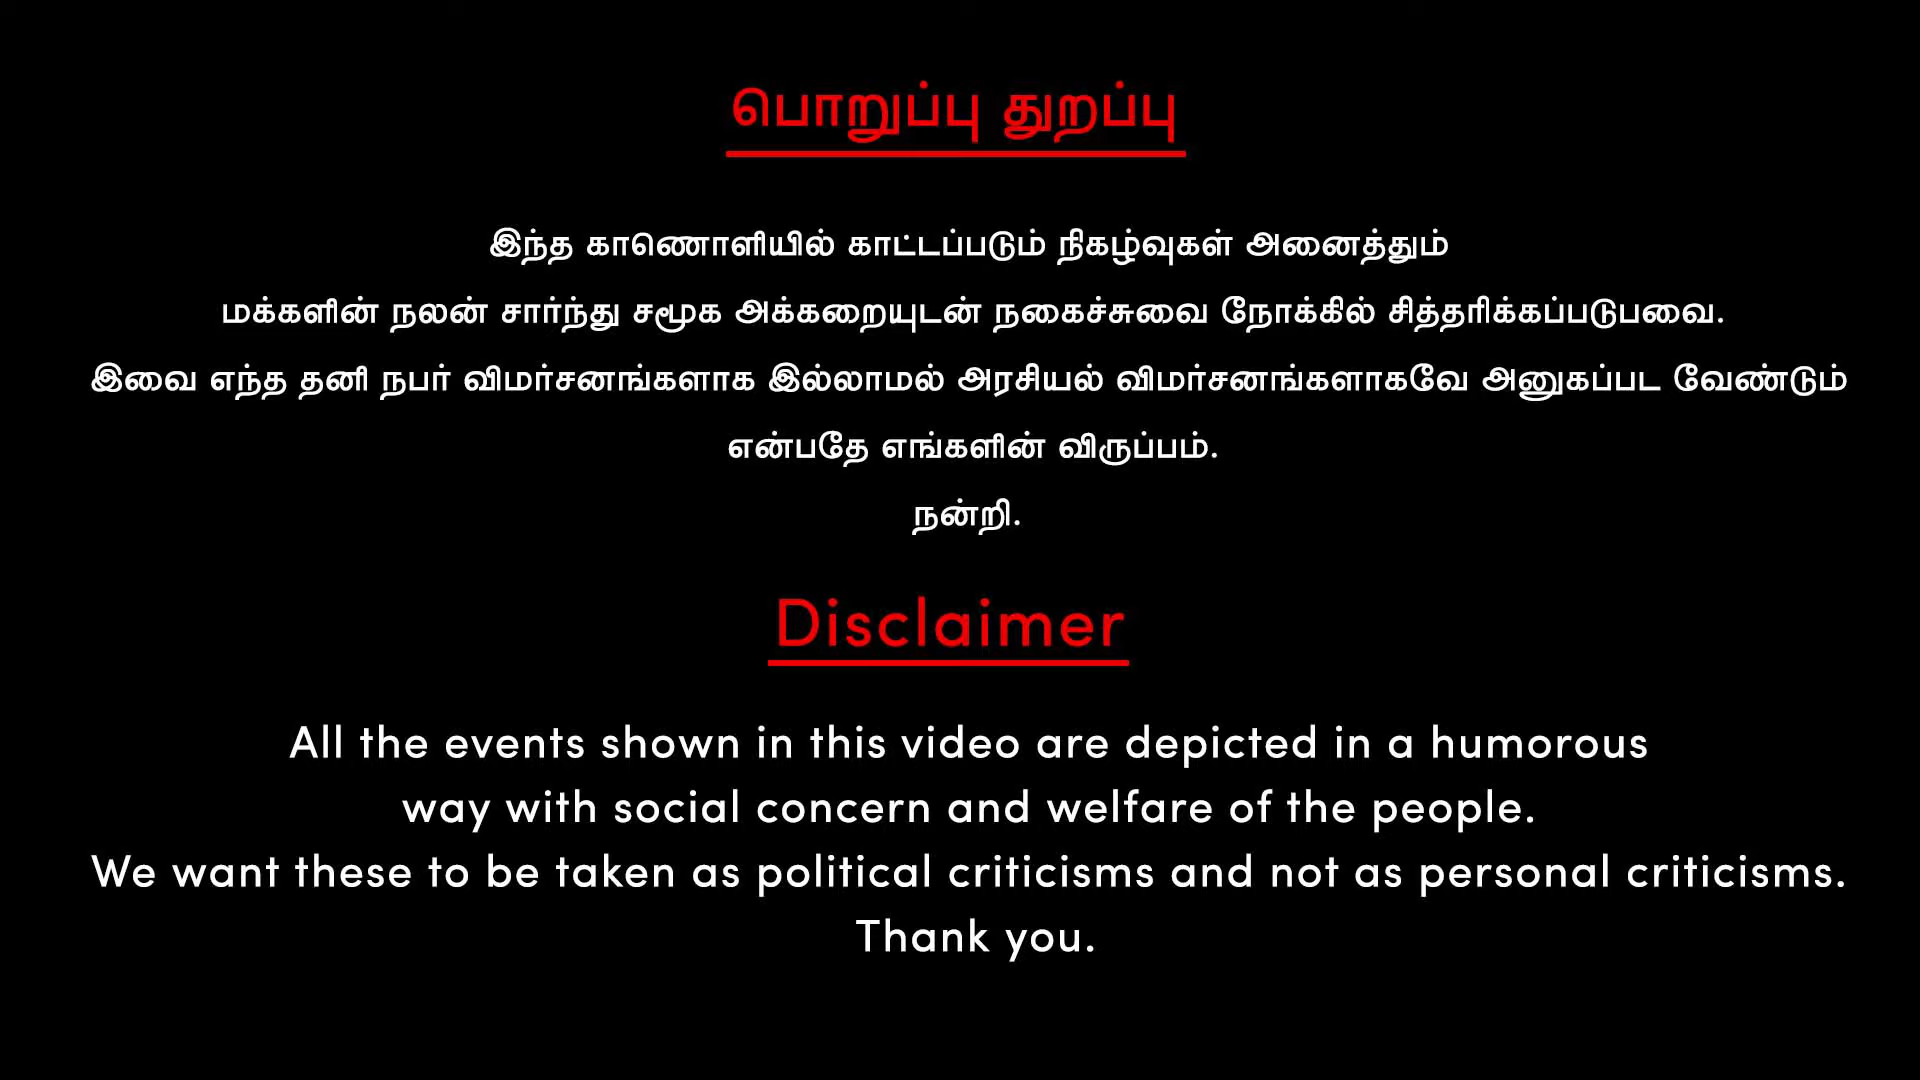 பொறுப்பு துறப்பு
இந்த காணொளியில் காட்டப்படும் நிகழ்வுகள் அனைத்தும்
மக்களின் நலன் சார்ந்து சமூக அக்கறையுடன் நகைச்சுவை நோக்கில் சித்தரிக்கப்படுபவை.
இவை எந்த தனி நபர் விமர்சனங்களாக இல்லாமல் அரசியல் விமர்சனங்களாகவே அனுகப்பட வேண்டும்
என்பதே எங்களின் விருப்பம்.
நன்றி.
Disclaimer
All the events shown in this video are depicted in a humorous
way with social concern and welfare of the people.
We want these to be taken as political criticisms and not as personal criticisms.
Thank you.